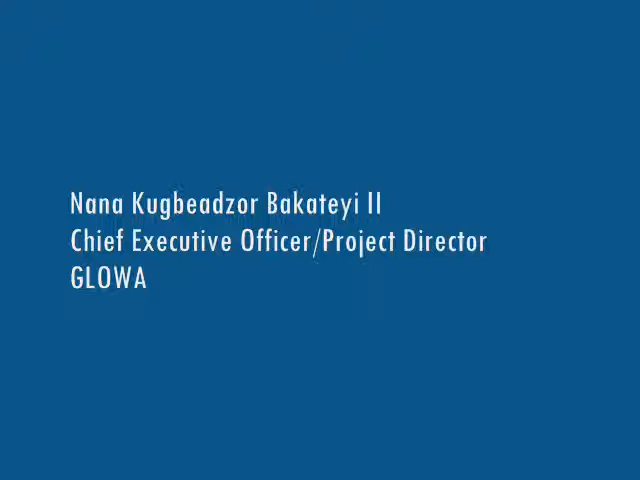 Nana Kugbeadzor Bakateyi II
Chief Executive Officer/Project Director
GLOWA